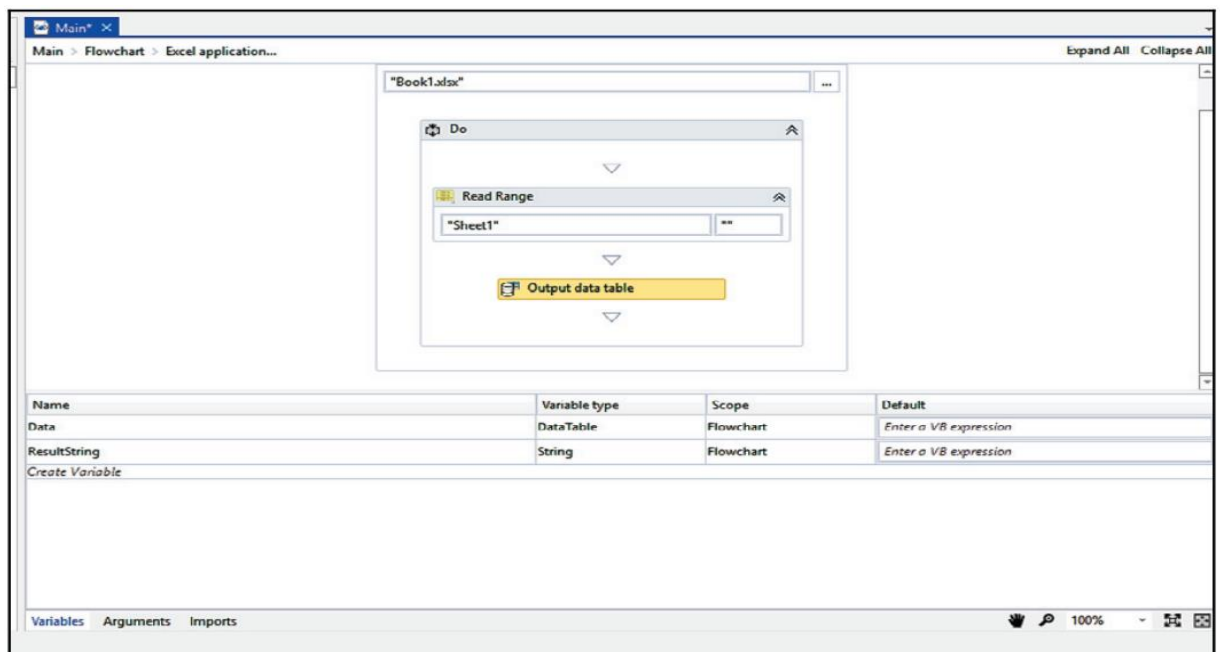 Main*
Main > Flowchart > Excel application...
Expand All Collapse All
"Book1.xlsx"
...
Do
Read Range
"Sheet1"
""
Output data table
Name Variable type Scope Default
Data DataTable Flowchart Enter a VB expression
ResultString String Flowchart Enter a VB expression
Create Variable
Variables Arguments Imports
100%